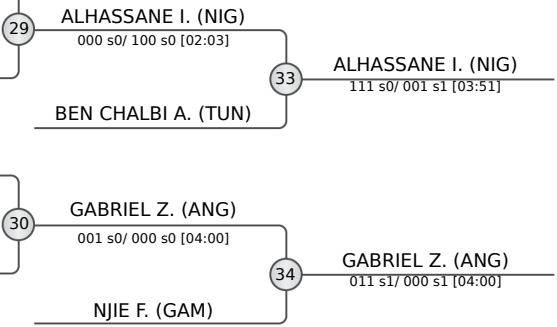 29
ALHASSANE I. (NIG)
000 s0/ 100 s0 [02:03]
33
ALHASSANE I. (NIG)
111 s0/ 001 s1 [03:51]
BEN CHALBI A. (TUN)
30
GABRIEL Z. (ANG)
001 s0/ 000 s0 [04:00]
34
GABRIEL Z. (ANG)
011 s1/ 000 s1 [04:00]
NJIE F. (GAM)